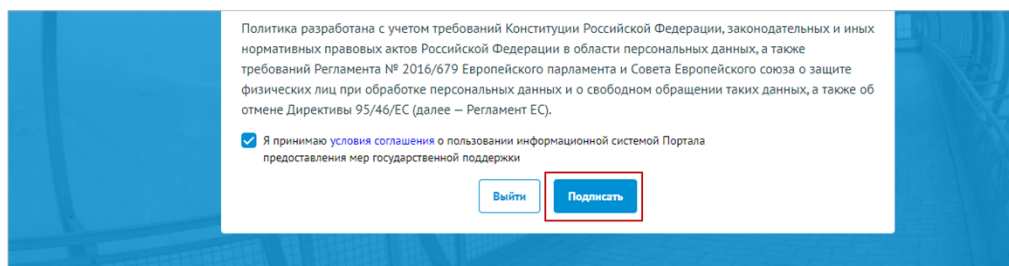 Политика разработана с учетом требований Конституции Российской Федерации, законодательных и иных
нормативных правовых актов Российской Федерации в области персональных данных, а также
требований Регламента № 2016/679 Европейского парламента и Совета Европейского союза о защите
физических лиц при обработке персональных данных и о свободном обращении таких данных, а также об
отмене Директивы 95/46/ЕС (далее — Регламент ЕС).
Я принимаю условия соглашения о пользовании информационной системой Портала
предоставления мер государственной поддержки
Выйти Подписать